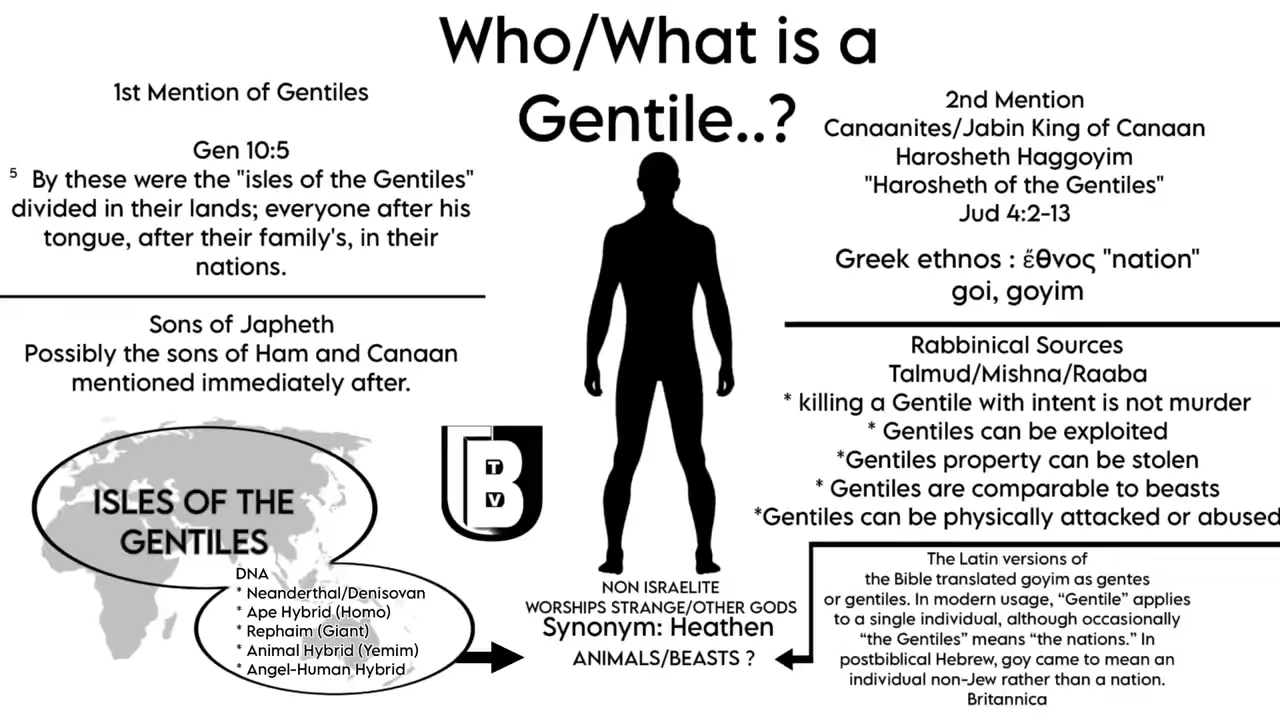 Who/What is a
Gentile..?
1st Mention of Gentiles
Gen 10:5
5 By these were the "isles of the Gentiles"
divided in their lands; everyone after his
tongue, after their family's, in their
nations.
Sons of Japheth
Possibly the sons of Ham and Canaan
mentioned immediately after.
ISLES OF THE
GENTILES
DNA
* Neanderthal/Denisovan
* Ape Hybrid (Homo)
* Rephaim (Giant)
* Animal Hybrid (Yemim)
* Angel-Human Hybrid
B
T
V
NON ISRAELITE
WORSHIPS STRANGE/OTHER GODS
Synonym: Heathen
ANIMALS/BEASTS ?
2nd Mention
Canaanites/Jabin King of Canaan
Harosheth Haggoyim
"Harosheth of the Gentiles"
Jud 4:2-13
Greek ethnos : ἔθνος "nation"
goi, goyim
Rabbinical Sources
Talmud/Mishna/Raaba
* killing a Gentile with intent is not murder
* Gentiles can be exploited
*Gentiles property can be stolen
* Gentiles are comparable to beasts
*Gentiles can be physically attacked or abused
The Latin versions of
the Bible translated goyim as gentes
or gentiles. In modern usage, “Gentile” applies
to a single individual, although occasionally
“the Gentiles” means “the nations.” In
postbiblical Hebrew, goy came to mean an
individual non-Jew rather than a nation.
Britannica